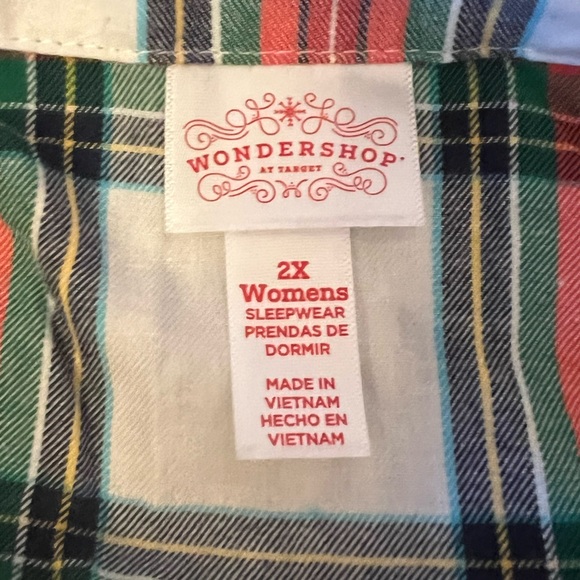 WONDERSHOP
AT TARGET
2X
Womens
SLEEPWEAR
PRENDAS DE
DORMIR
MADE IN
VIETNAM
HECHO EN
VIETNAM